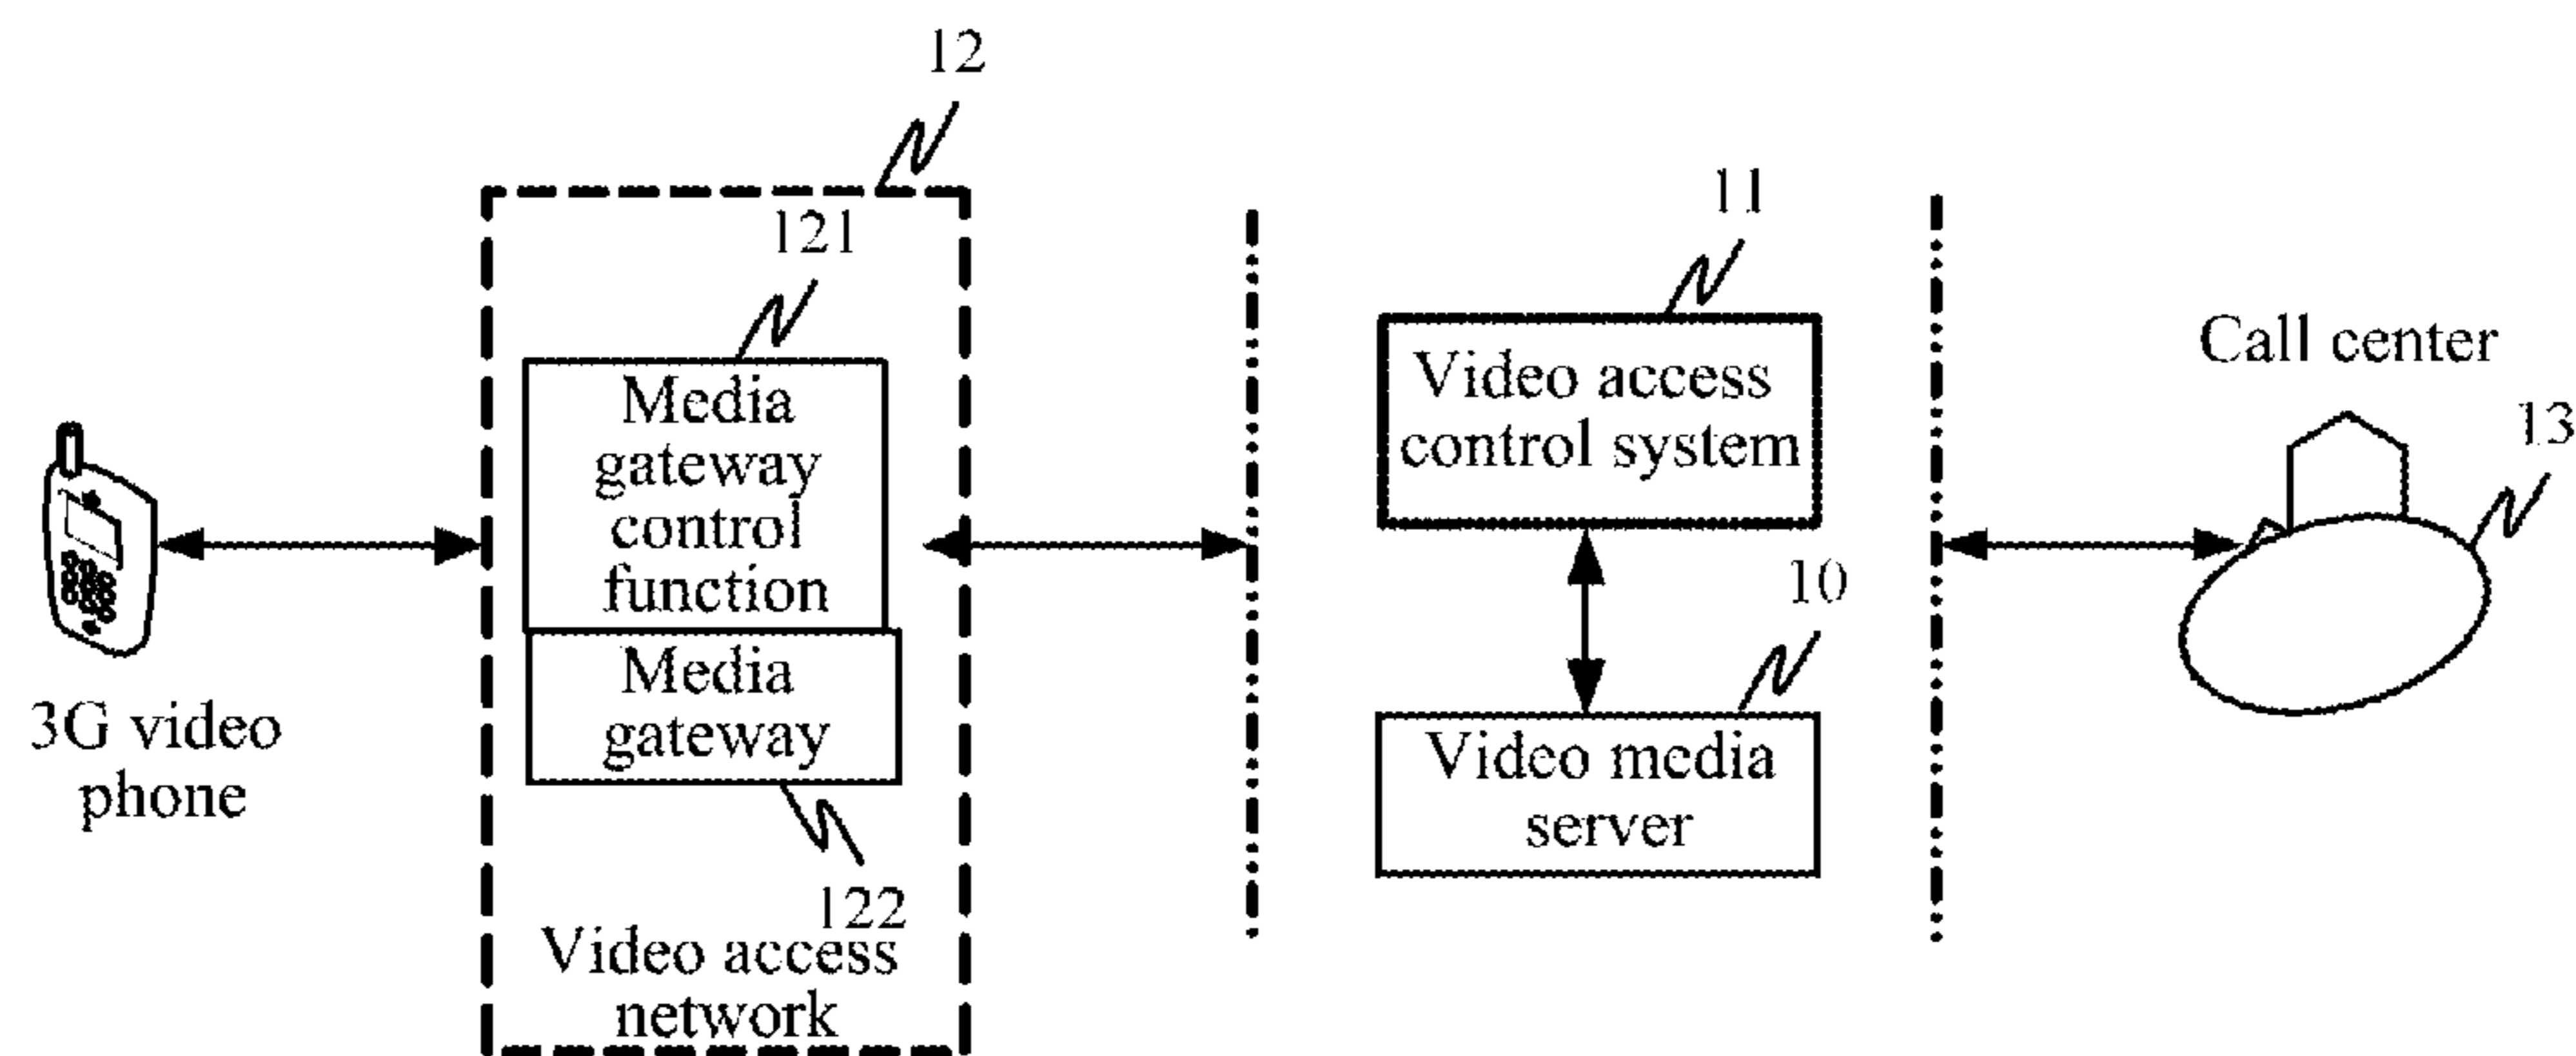 12
121
11
Media
gateway
control
function
Media
gateway
122
Video access
network
3G video
phone
Video access
control system
10
Video media
server
Call center
13